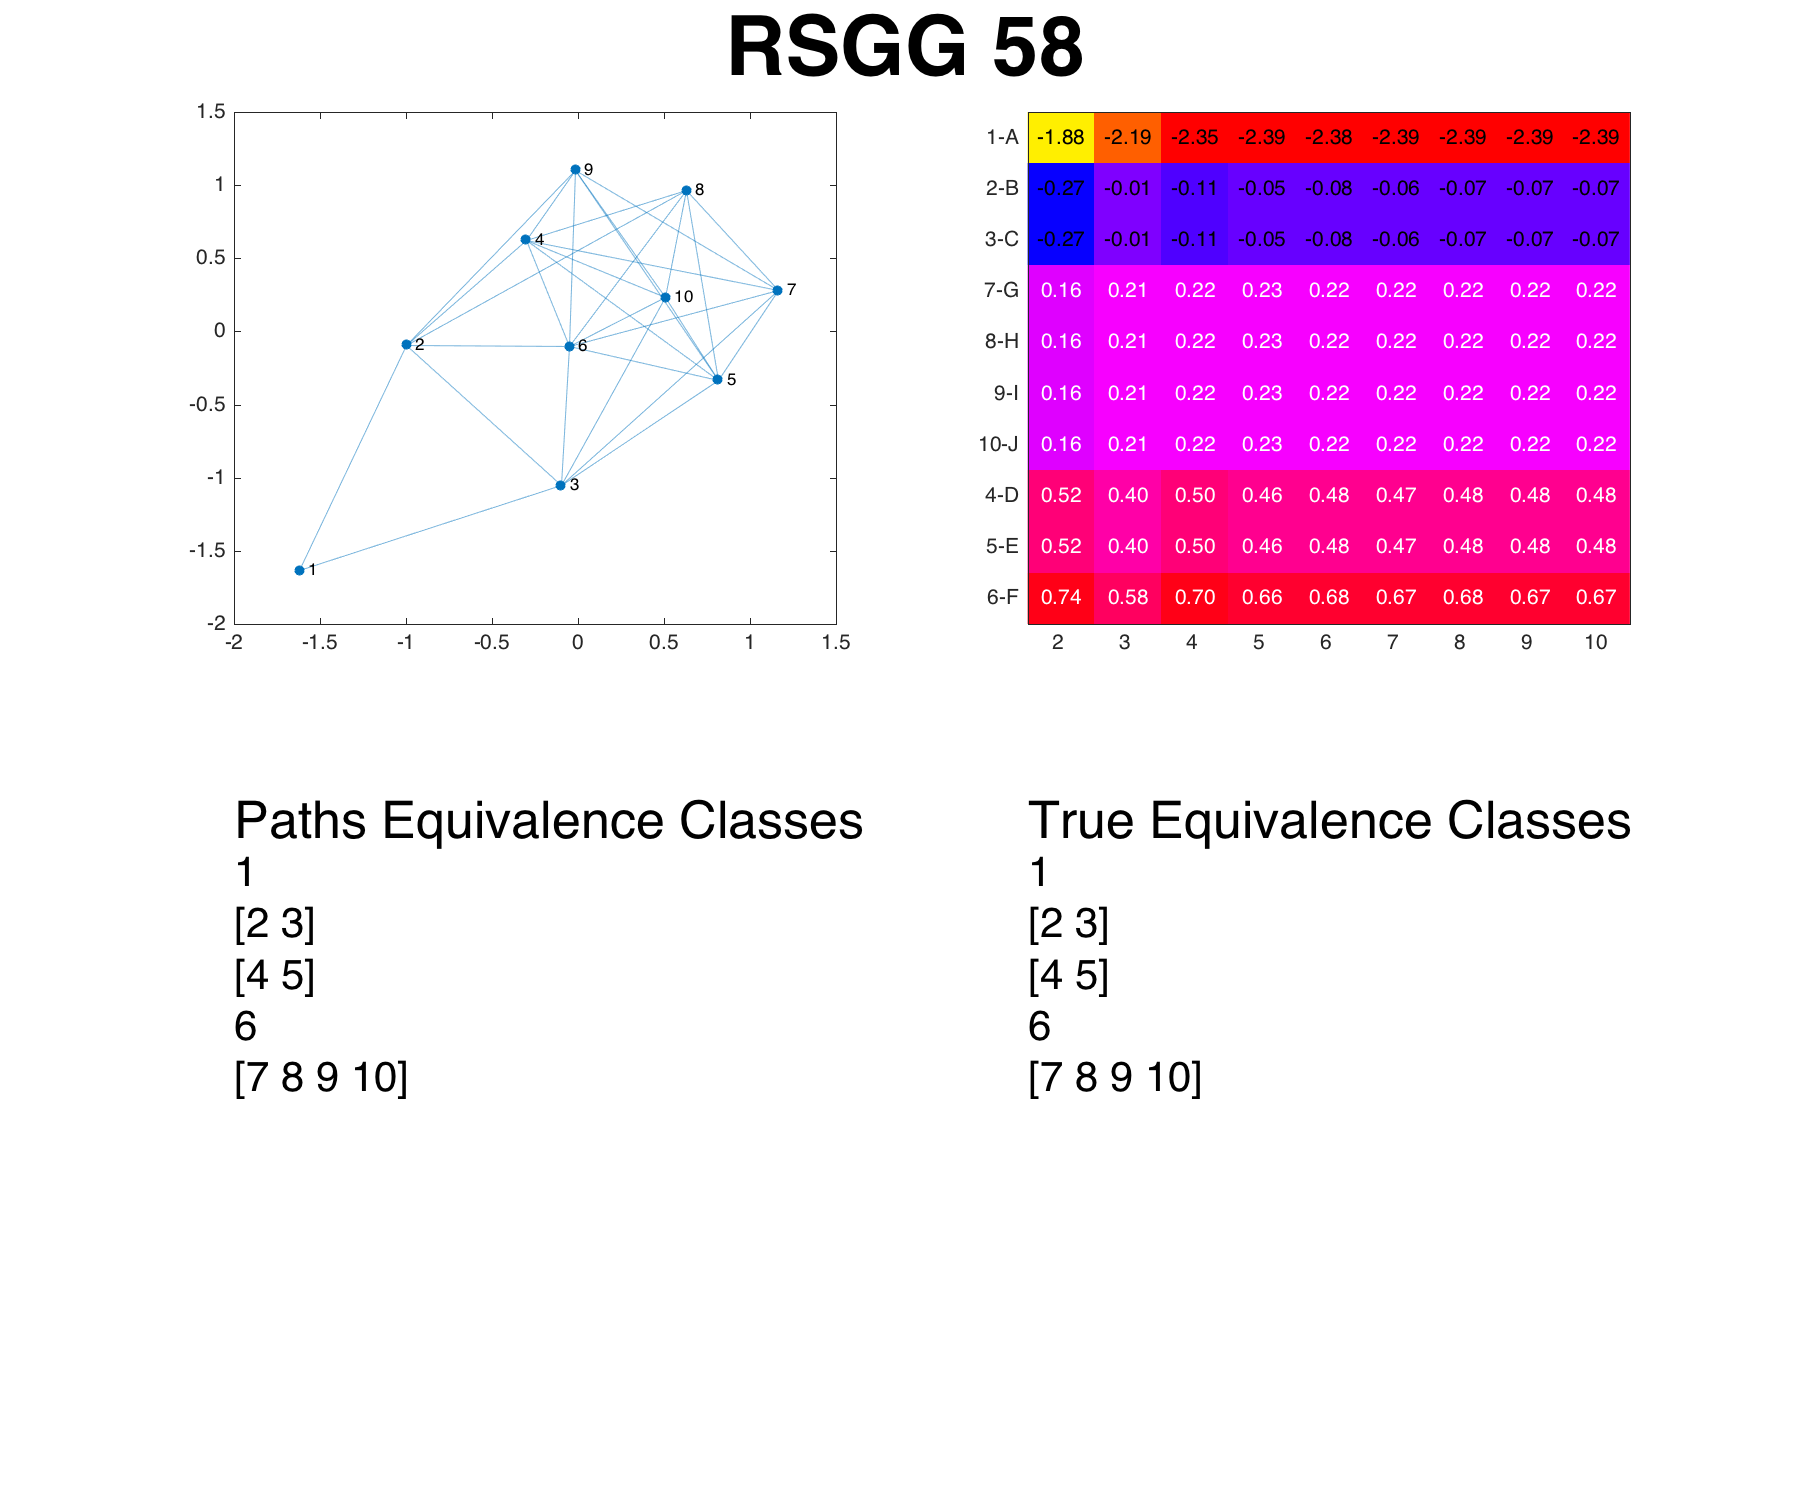 RSGG 58
1.5
1
0.5
0
-0.5
-1
-1.5
-2
-2 -1.5 -1 -0.5 0 0.5 1 1.5
9
8
4
7
10
2
6
5
3
1
1-A -1.88 -2.19 -2.35 -2.39 -2.38 -2.39 -2.39 -2.39 -2.39
2-B -0.27 -0.01 -0.11 -0.05 -0.08 -0.06 -0.07 -0.07 -0.07
3-C -0.27 -0.01 -0.11 -0.05 -0.08 -0.06 -0.07 -0.07 -0.07
7-G 0.16 0.21 0.22 0.23 0.22 0.22 0.22 0.22 0.22
8-H 0.16 0.21 0.22 0.23 0.22 0.22 0.22 0.22 0.22
9-I 0.16 0.21 0.22 0.23 0.22 0.22 0.22 0.22 0.22
10-J 0.16 0.21 0.22 0.23 0.22 0.22 0.22 0.22 0.22
4-D 0.52 0.40 0.50 0.46 0.48 0.47 0.48 0.48 0.48
5-E 0.52 0.40 0.50 0.46 0.48 0.47 0.48 0.48 0.48
6-F 0.74 0.58 0.70 0.66 0.68 0.67 0.68 0.67 0.67
2 3 4 5 6 7 8 9 10
Paths Equivalence Classes
1
[2 3]
[4 5]
6
[7 8 9 10]
True Equivalence Classes
1
[2 3]
[4 5]
6
[7 8 9 10]